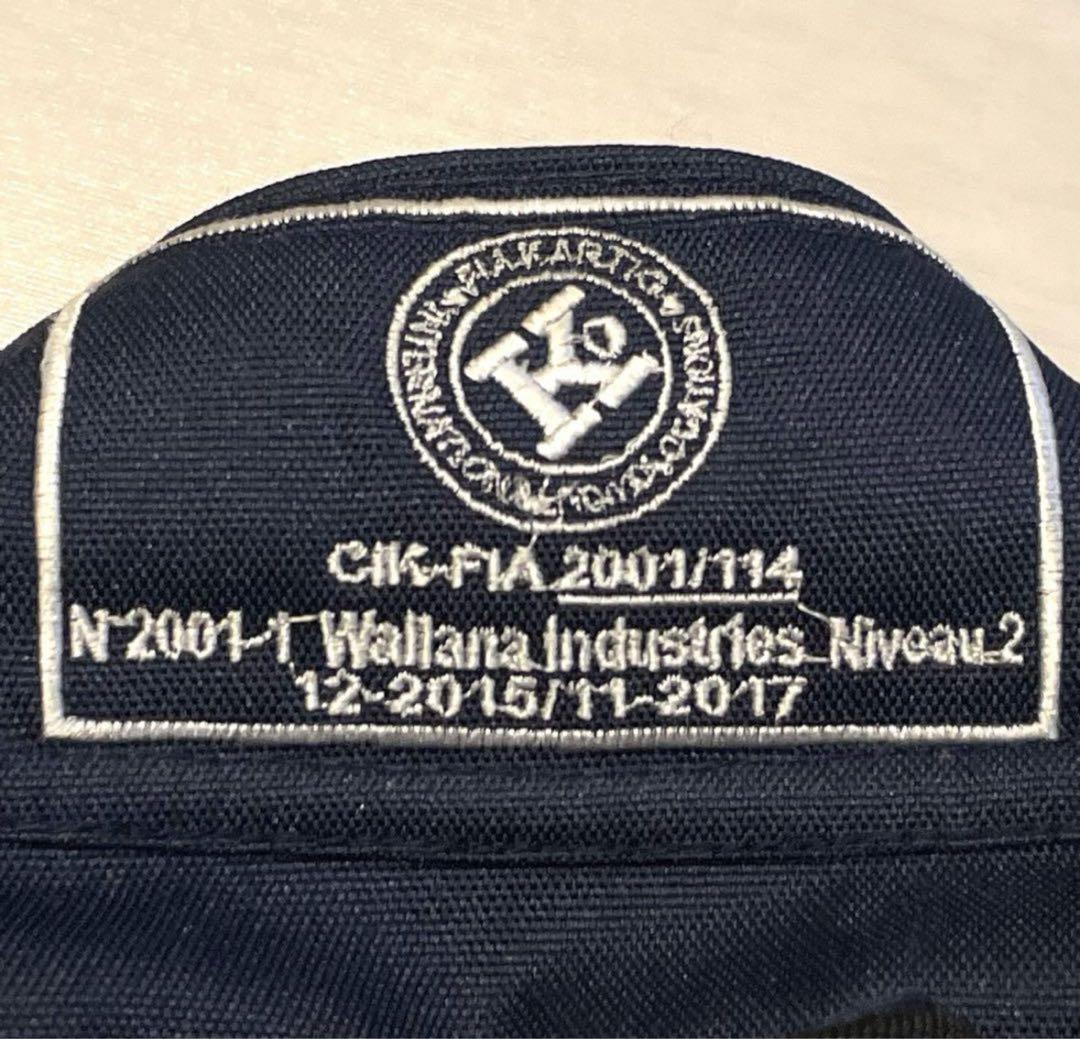 CIK-FIA 2001/114
N°2001-1 Wallana Industries Niveau 2
12-2015/11-2017